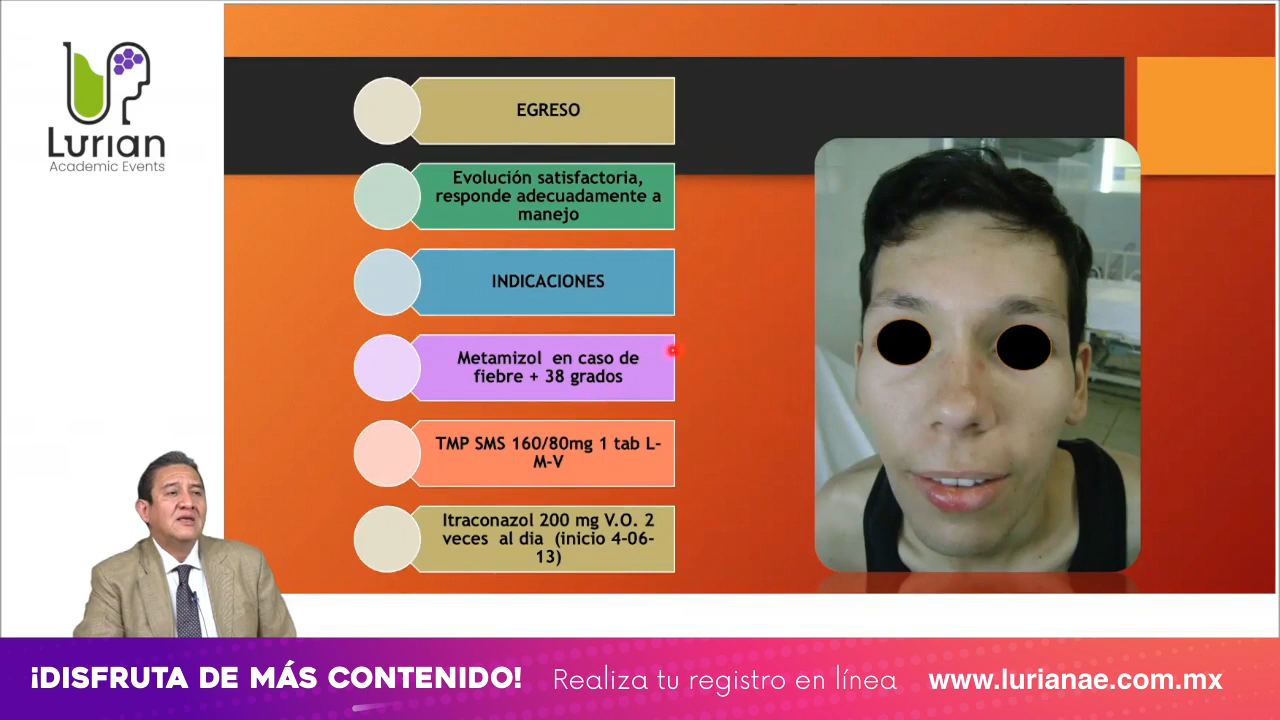 Lurian
Academic Events
EGRESO
Evolución satisfactoria,
responde adecuadamente a
manejo
INDICACIONES
Metamizol en caso de
fiebre + 38 grados
TMP SMS 160/80mg 1 tab L-
M-V
Itraconazol 200 mg V.O. 2
veces al dia (inicio 4-06-
13)
¡DISFRUTA DE MÁS CONTENIDO!
Realiza tu registro en línea
www.lurianae.com.mx